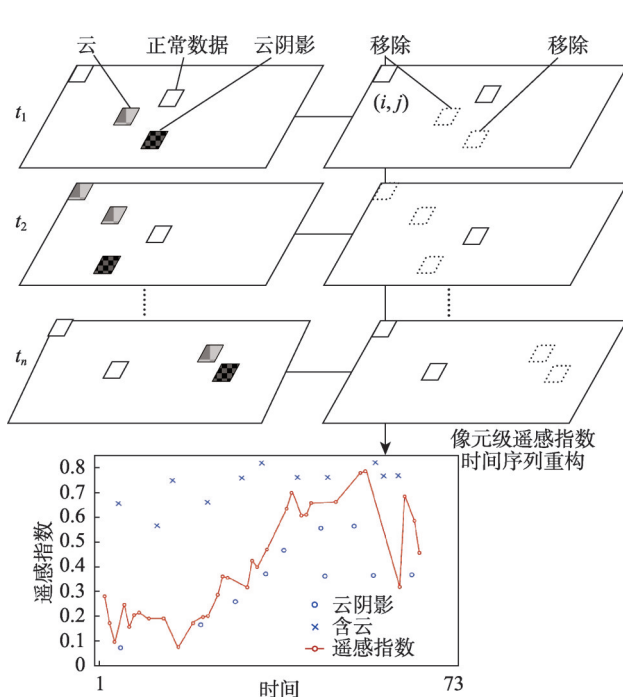 云 正常数据 云阴影 移除 移除
t1 (i, j)
t2
tn
像元级遥感指数
时间序列重构
0.8
0.7
0.6
0.5
0.4
0.3
0.2
0.1
0
遥感指数
云阴影
含云
遥感指数
1 时间 73